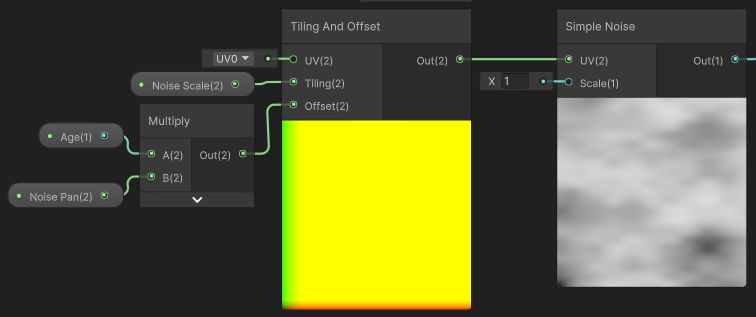 Tiling And Offset
UV0
UV(2)
Out(2)
Noise Scale(2)
Tiling(2)
Offset(2)
Multiply
Age(1)
A(2)
Out(2)
Noise Pan(2)
B(2)
Simple Noise
UV(2)
Out(1)
X 1
Scale(1)